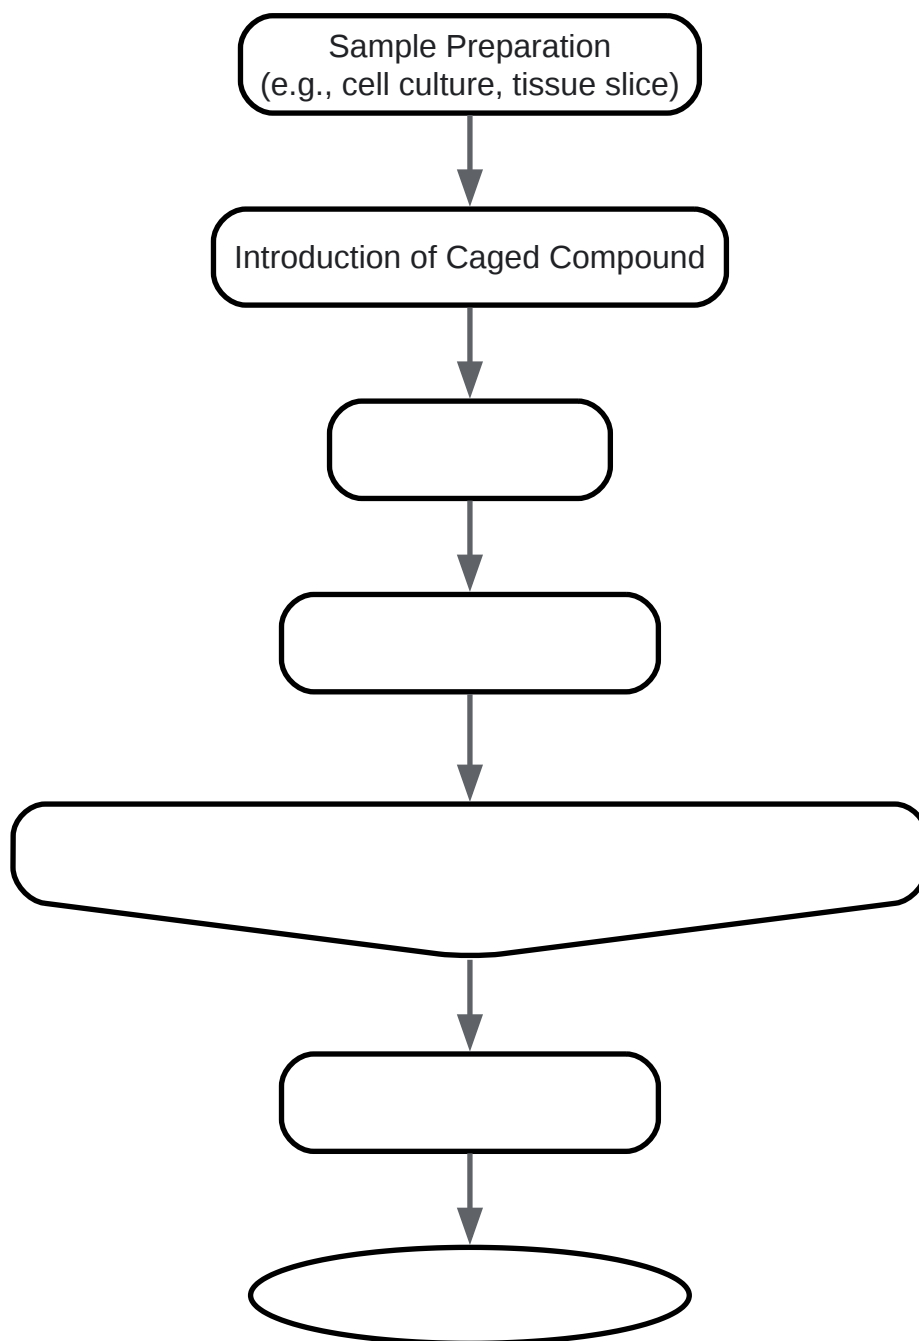 Sample Preparation
(e.g., cell culture, tissue slice)
Introduction of Caged Compound